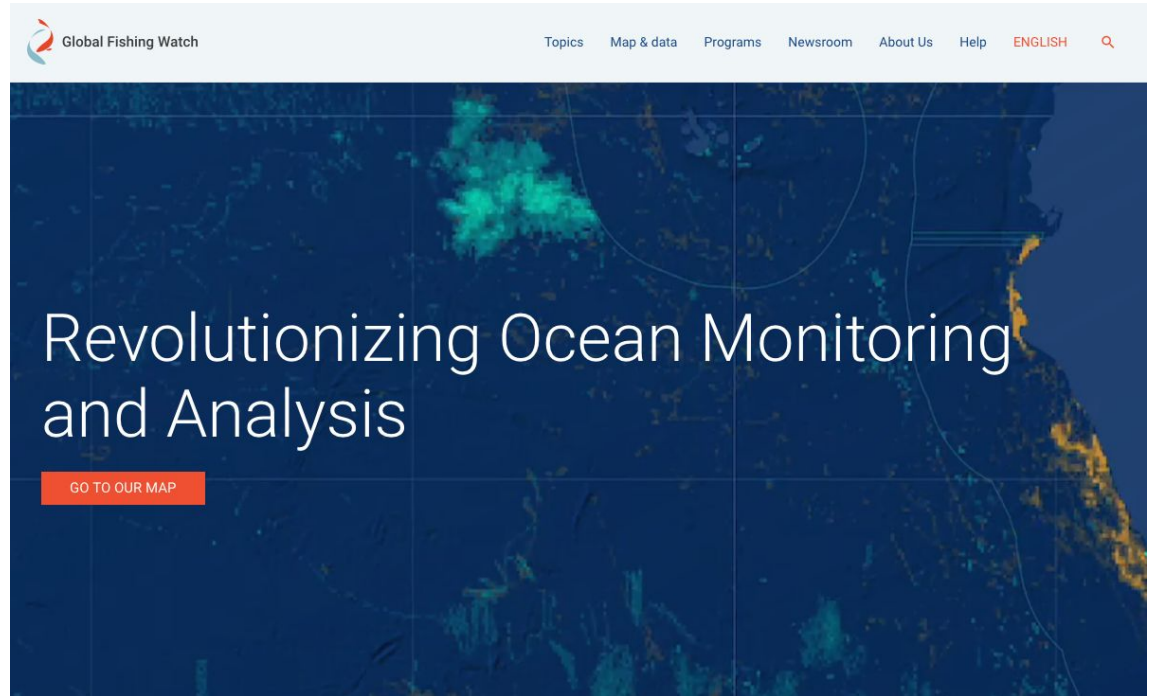 Global Fishing Watch
Topics Map & data Programs Newsroom About Us Help ENGLISH
Revolutionizing Ocean Monitoring
and Analysis
GO TO OUR MAP